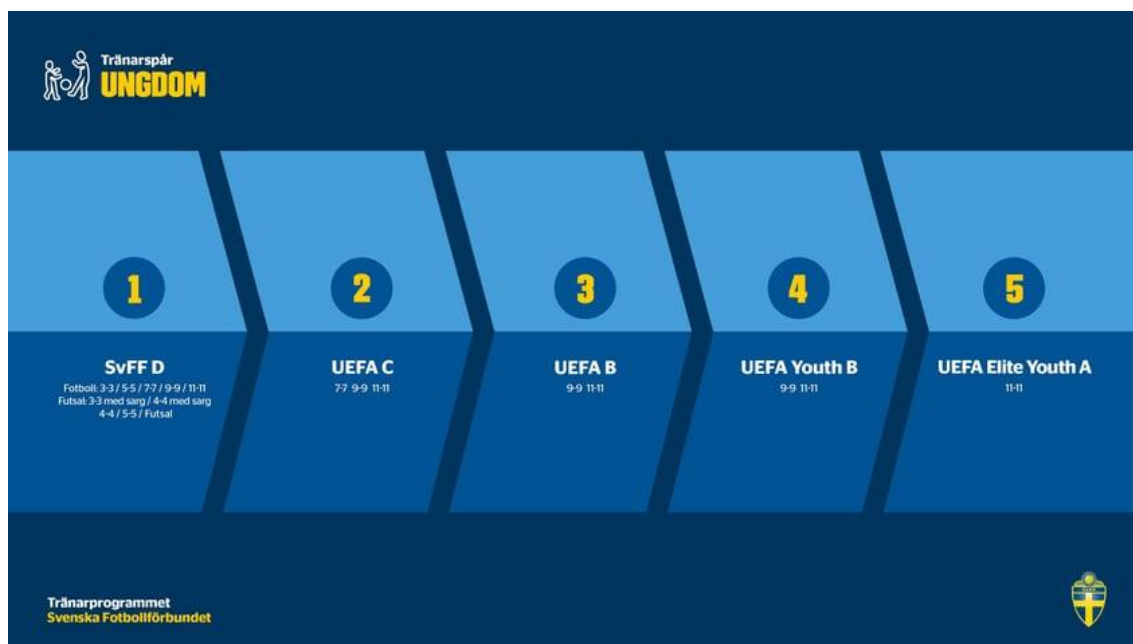 Tränarspår
UNGDOM
1
SvFF D
Fotboll: 3-3 / 5-5 / 7-7 / 9-9 / 11-11
Futsal: 3-3 med sarg / 4-4 med sarg
4-4 / 5-5 / Futsal
2
UEFA C
7-7 9-9 11-11
3
UEFA B
9-9 11-11
4
UEFA Youth B
9-9 11-11
5
UEFA Elite Youth A
11-11
Tränarprogrammet
Svenska Fotbollförbundet